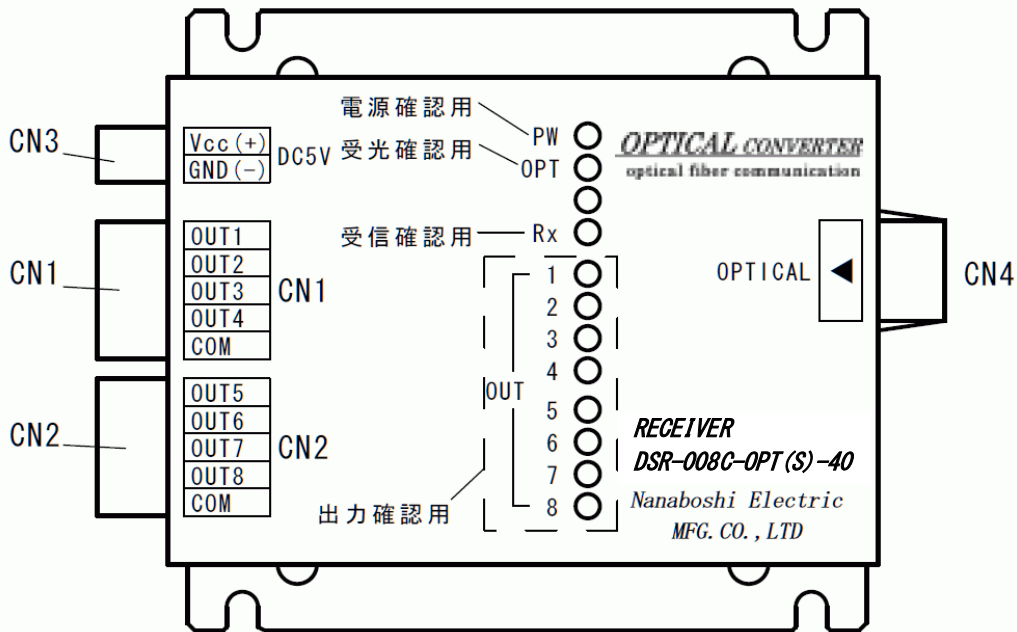 CN3
Vcc(+)
GND(-)
DC5V
電源確認用
PW
受光確認用
OPT
受信確認用
Rx
OPTICAL CONVERTER
optical fiber communication
CN1
OUT1
OUT2
OUT3
OUT4
COM
CN1
CN2
OUT5
OUT6
OUT7
OUT8
COM
CN2
OUT
1
2
3
4
5
6
7
8
出力確認用
OPTICAL
CN4
RECEIVER
DSR-008C-OPT(S)-40
Nanaboshi Electric
MFG.CO.,LTD